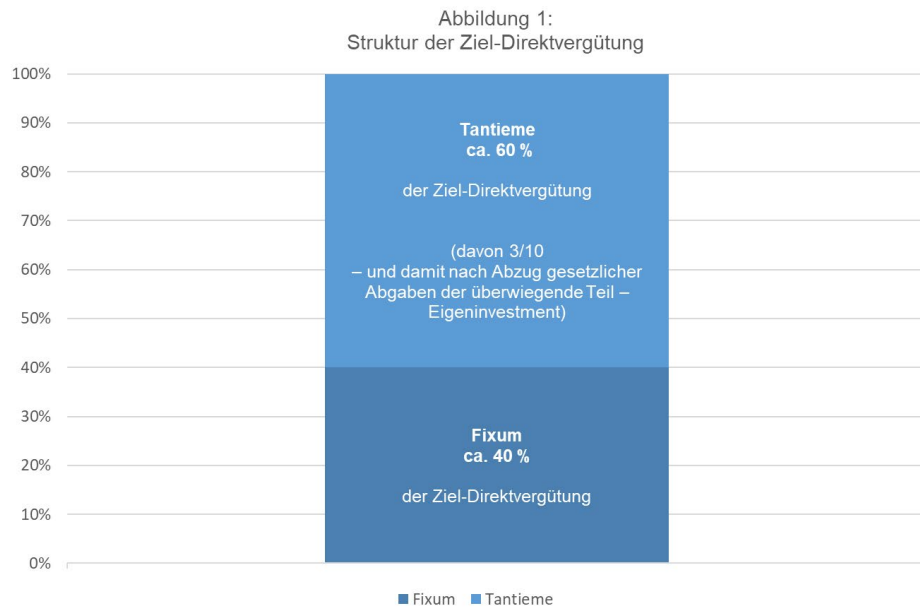 Abbildung 1:
Struktur der Ziel-Direktvergütung
100%
90%
80%
70%
60%
50%
40%
30%
20%
10%
0%
Tantieme
ca. 60 %
der Ziel-Direktvergütung
(davon 3/10
– und damit nach Abzug gesetzlicher
Abgaben der überwiegende Teil –
Eigeninvestment)
Fixum
ca. 40 %
der Ziel-Direktvergütung
Fixum Tantieme